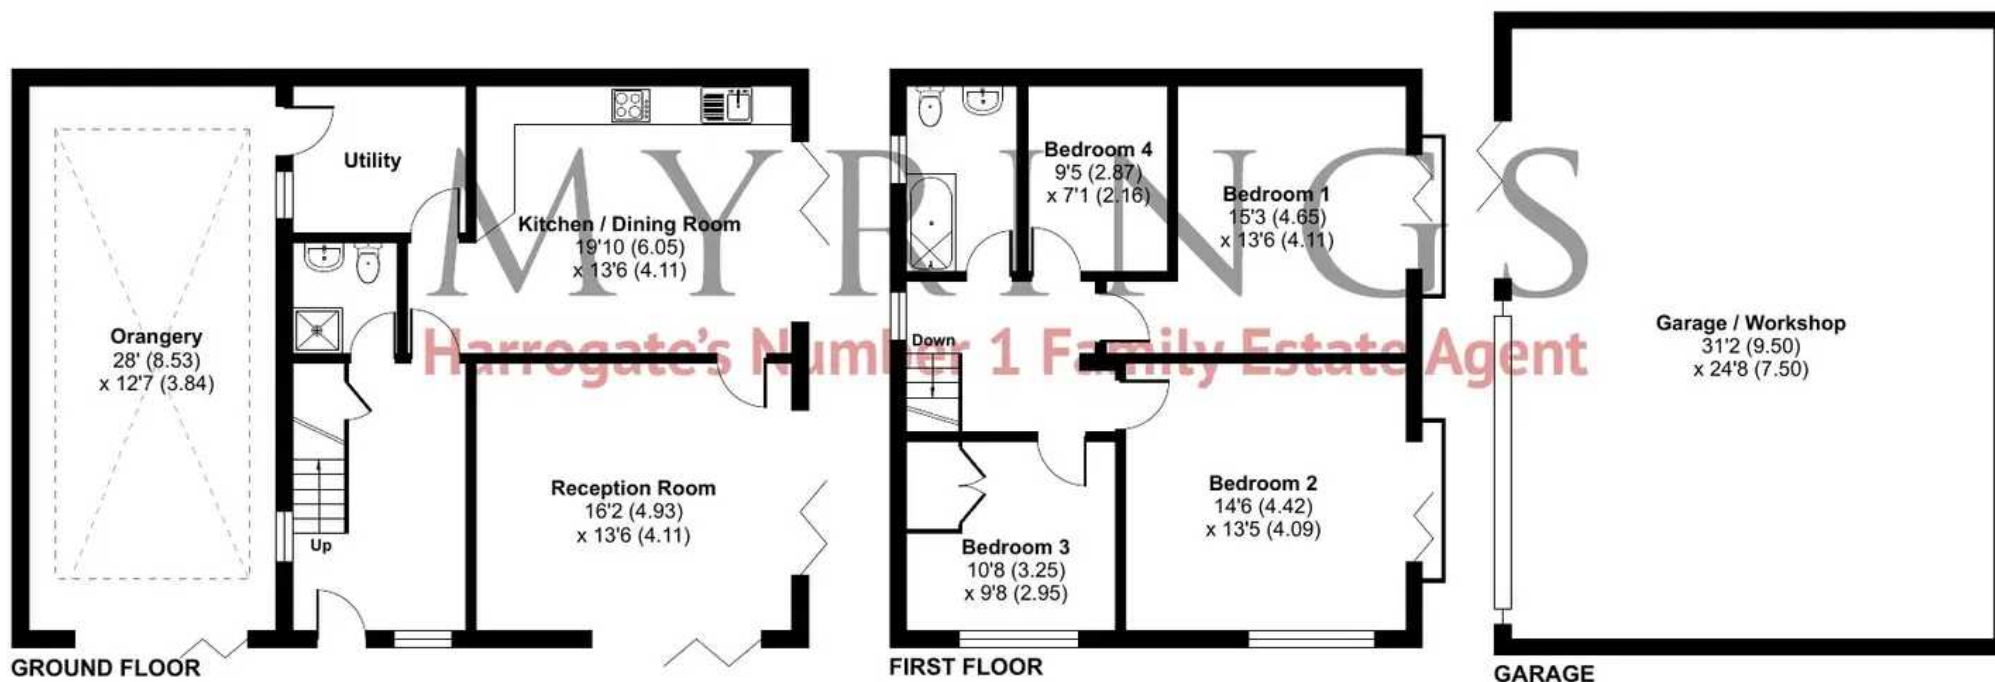 MYRINGS
Harrogate's Number 1 Family Estate Agent
Orangery
28' (8.53)
x 12'7 (3.84)
Utility
Kitchen / Dining Room
19'10 (6.05)
x 13'6 (4.11)
Reception Room
16'2 (4.93)
x 13'6 (4.11)
Up
GROUND FLOOR
Bedroom 4
9'5 (2.87)
x 7'1 (2.16)
Bedroom 1
15'3 (4.65)
x 13'6 (4.11)
Down
Bedroom 2
14'6 (4.42)
x 13'5 (4.09)
Bedroom 3
10'8 (3.25)
x 9'8 (2.95)
FIRST FLOOR
Garage / Workshop
31'2 (9.50)
x 24'8 (7.50)
GARAGE